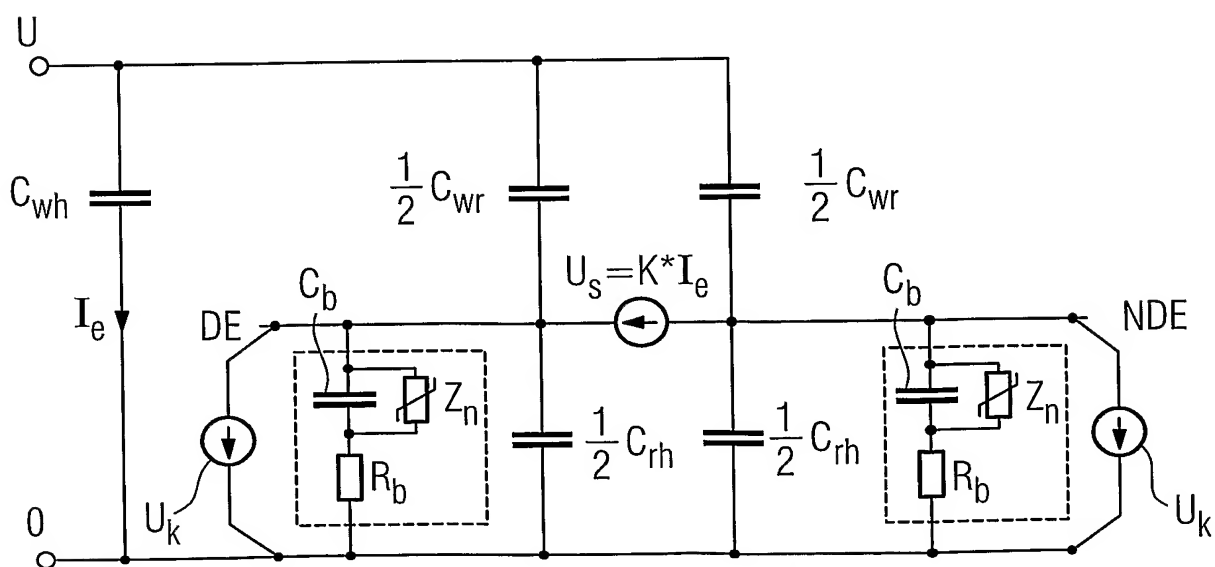 U
C_wh
1/2 C_wr
1/2 C_wr
U_s=K*I_e
I_e
DE
C_b
C_b
NDE
Z_n
Z_n
1/2 C_rh
1/2 C_rh
R_b
R_b
U_k
U_k
0